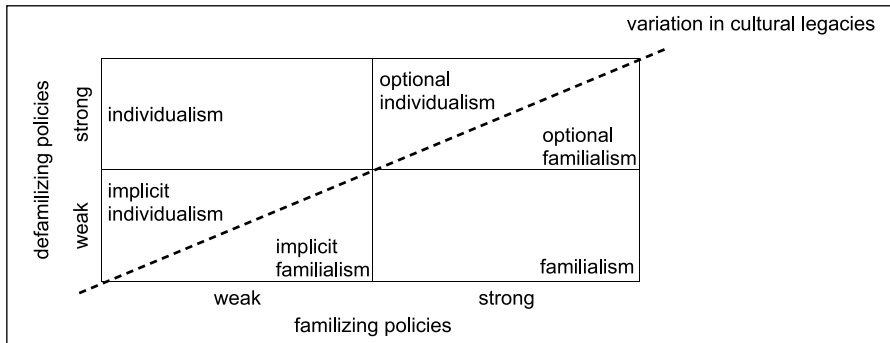 variation in cultural legacies
defamilizing policies
strong
weak
individualism
optional
individualism
optional
familialism
implicit
individualism
implicit
familialism
familialism
weak
strong
familizing policies